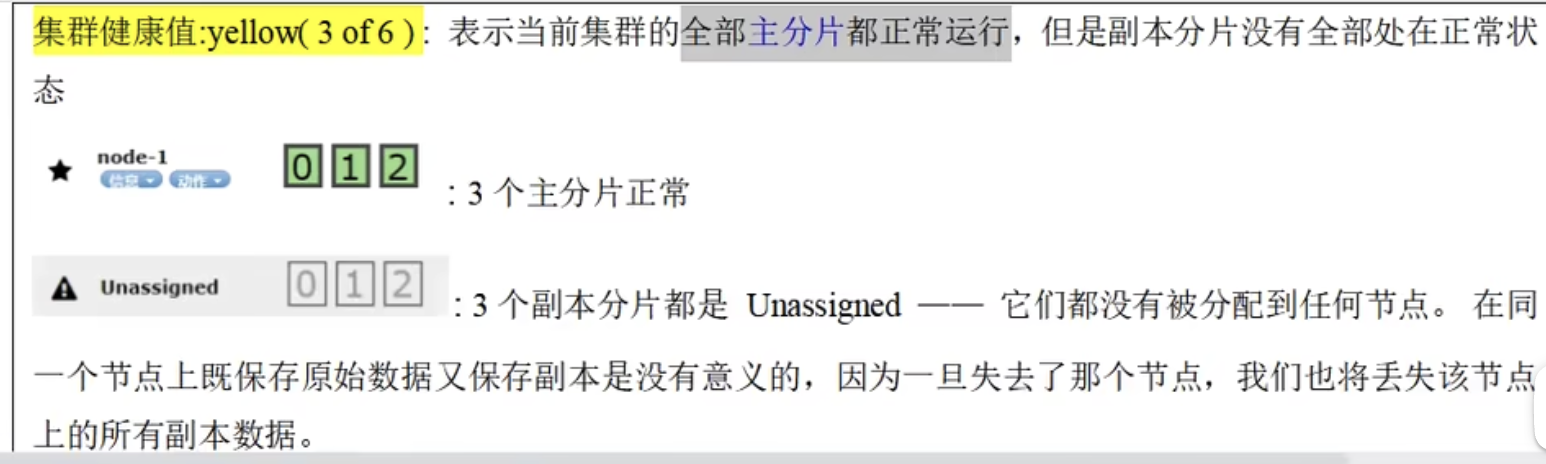 集群健康值:yellow( 3 of 6 ) : 表示当前集群的全部主分片都正常运行，但是副本分片没有全部处在正常状
态
node-1
信息 动作
0 1 2 : 3 个主分片正常
Unassigned 0 1 2 : 3 个副本分片都是 Unassigned —— 它们都没有被分配到任何节点。 在同
一个节点上既保存原始数据又保存副本是没有意义的，因为一旦失去了那个节点，我们也将丢失该节点
上的所有副本数据。